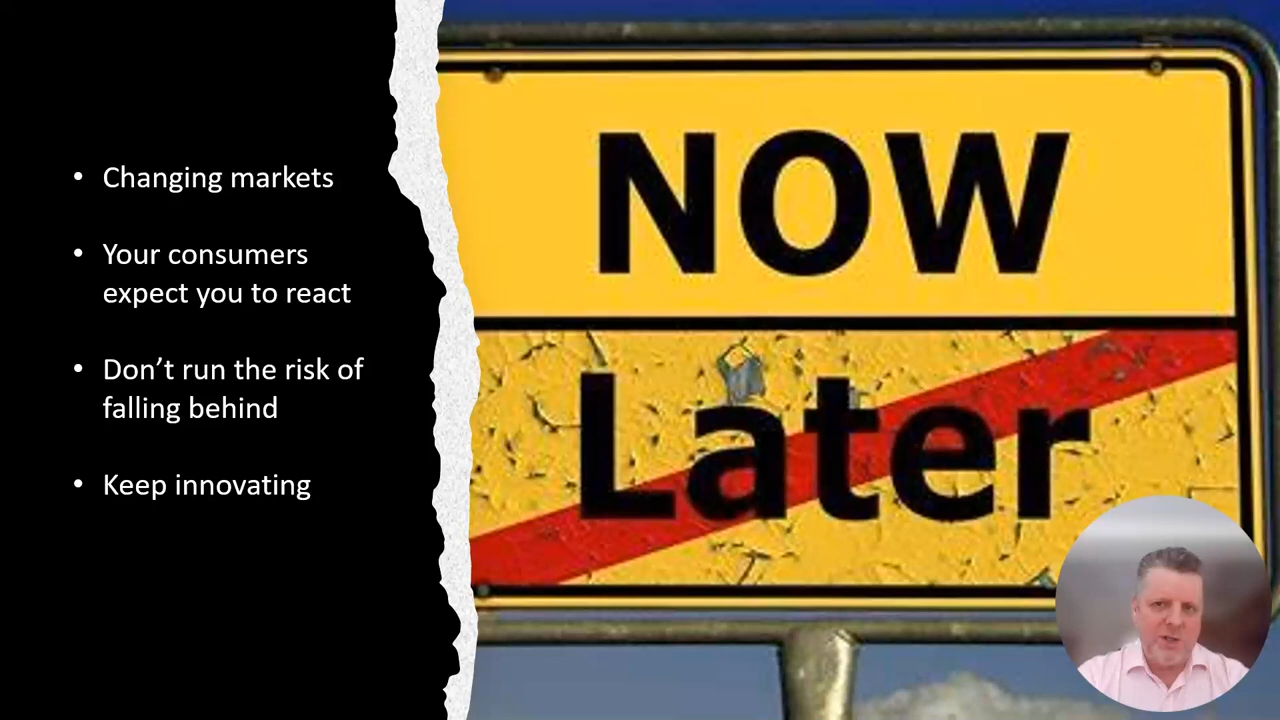 • Changing markets
• Your consumers
expect you to react
• Don’t run the risk of
falling behind
• Keep innovating
NOW
Later